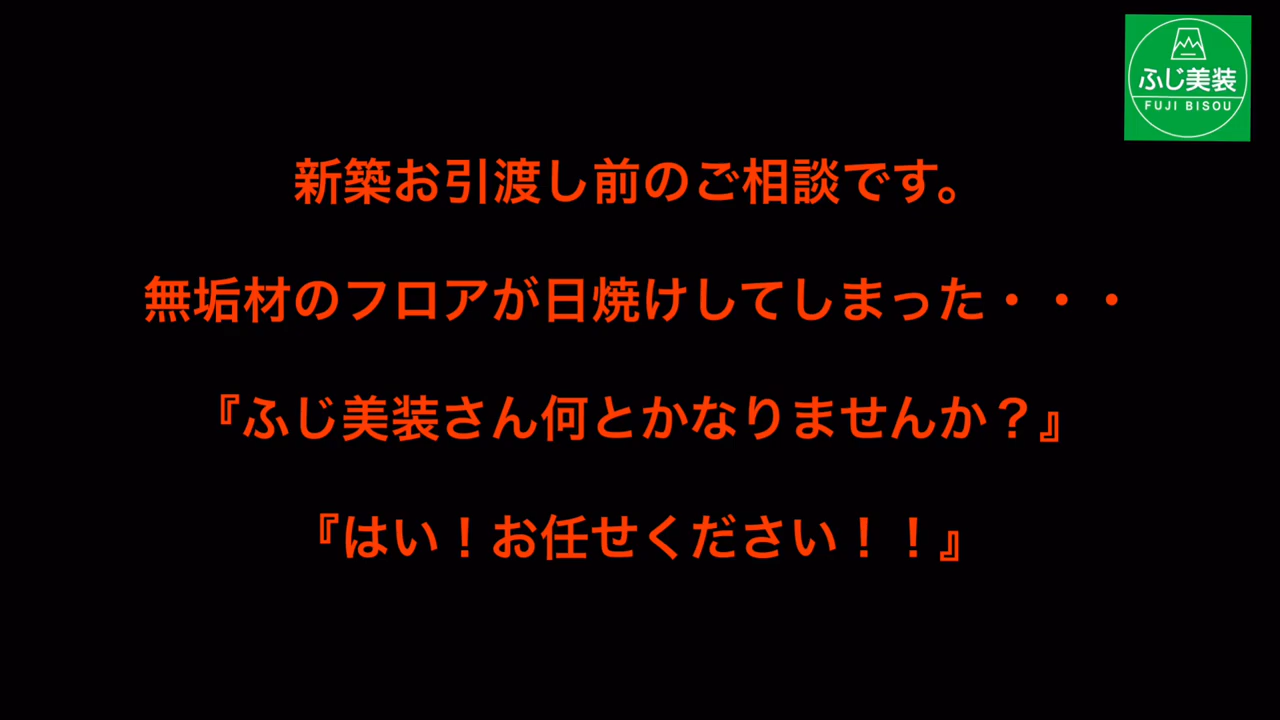 ふじ美装
FUJI BISOU
新築お引渡し前のご相談です。
無垢材のフロアが日焼けしてしまった・・・
『ふじ美装さん何とかなりませんか？』
『はい！お任せください！！』